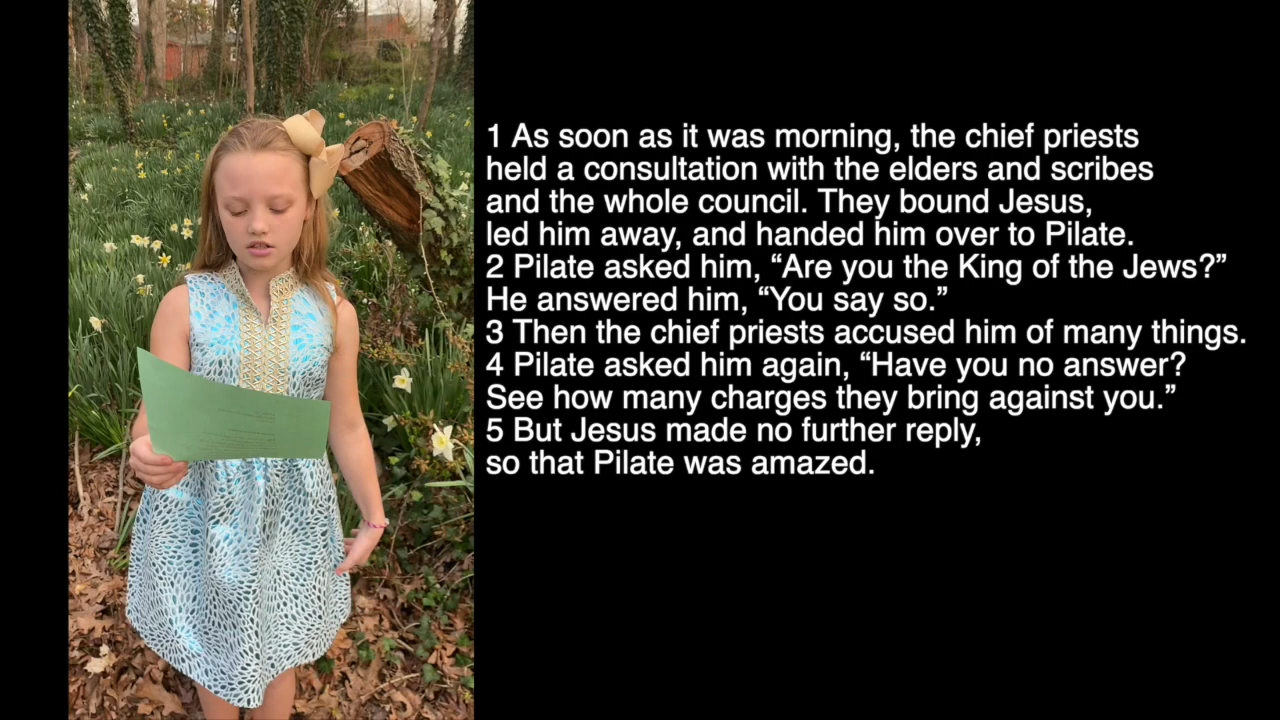 1 As soon as it was morning, the chief priests
held a consultation with the elders and scribes
and the whole council. They bound Jesus,
led him away, and handed him over to Pilate.
2 Pilate asked him, “Are you the King of the Jews?”
He answered him, “You say so.”
3 Then the chief priests accused him of many things.
4 Pilate asked him again, “Have you no answer?
See how many charges they bring against you.”
5 But Jesus made no further reply,
so that Pilate was amazed.